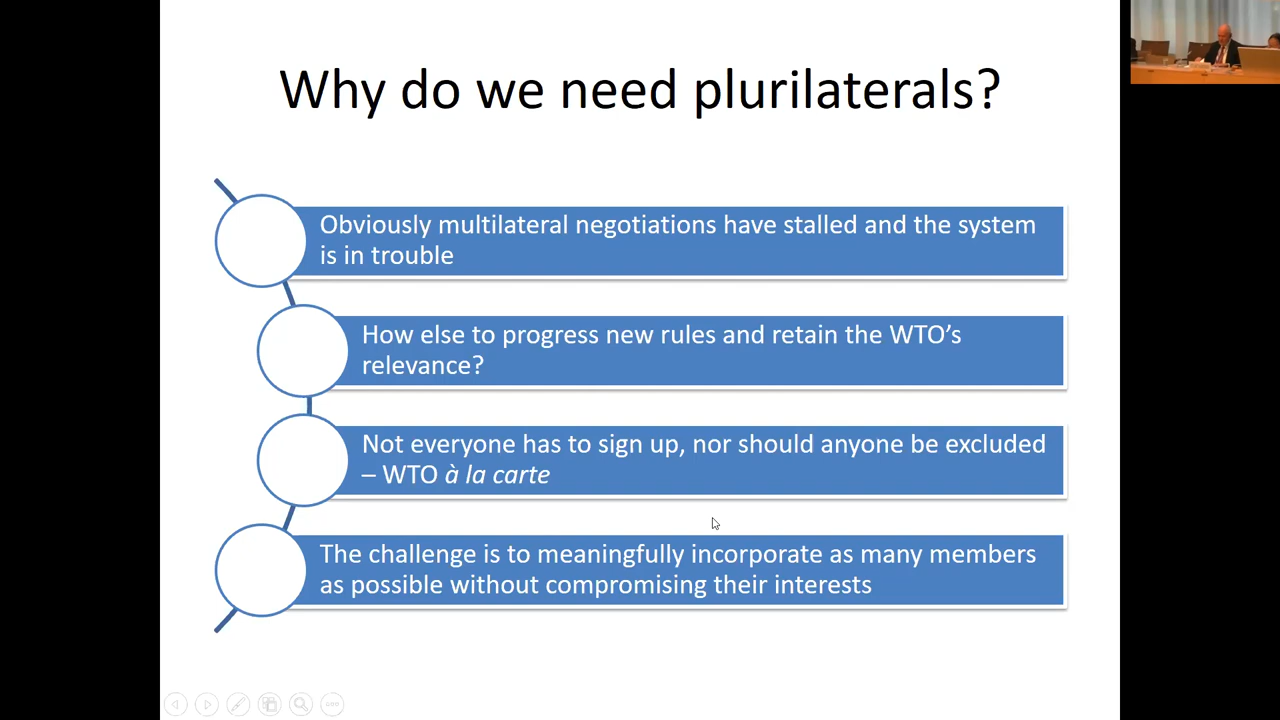 Why do we need plurilaterals?
Obviously multilateral negotiations have stalled and the system
is in trouble
How else to progress new rules and retain the WTO’s
relevance?
Not everyone has to sign up, nor should anyone be excluded
– WTO à la carte
The challenge is to meaningfully incorporate as many members
as possible without compromising their interests